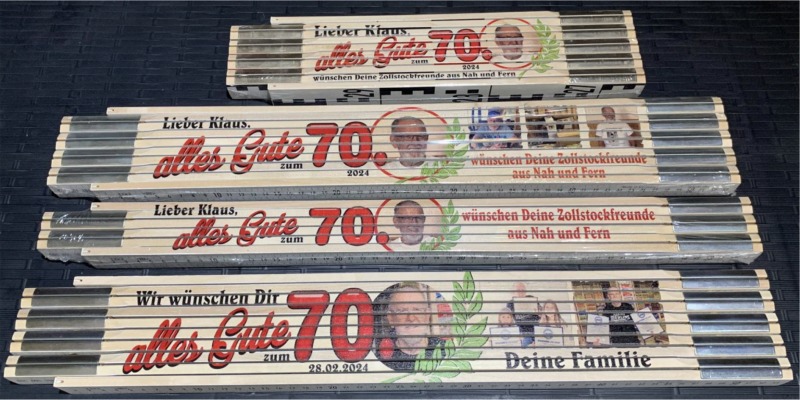 Lieber Klaus,
alles Gute
zum
70.
2024
wünschen Deine Zollstockfreunde aus Nah und Fern
Lieber Klaus,
alles Gute
zum
70.
2024
wünschen Deine Zollstockfreunde
aus Nah und Fern
Lieber Klaus,
alles Gute
zum
70.
wünschen Deine Zollstockfreunde
aus Nah und Fern
Wir wünschen Dir
alles Gute
zum
70.
28.02.2024
Deine Familie